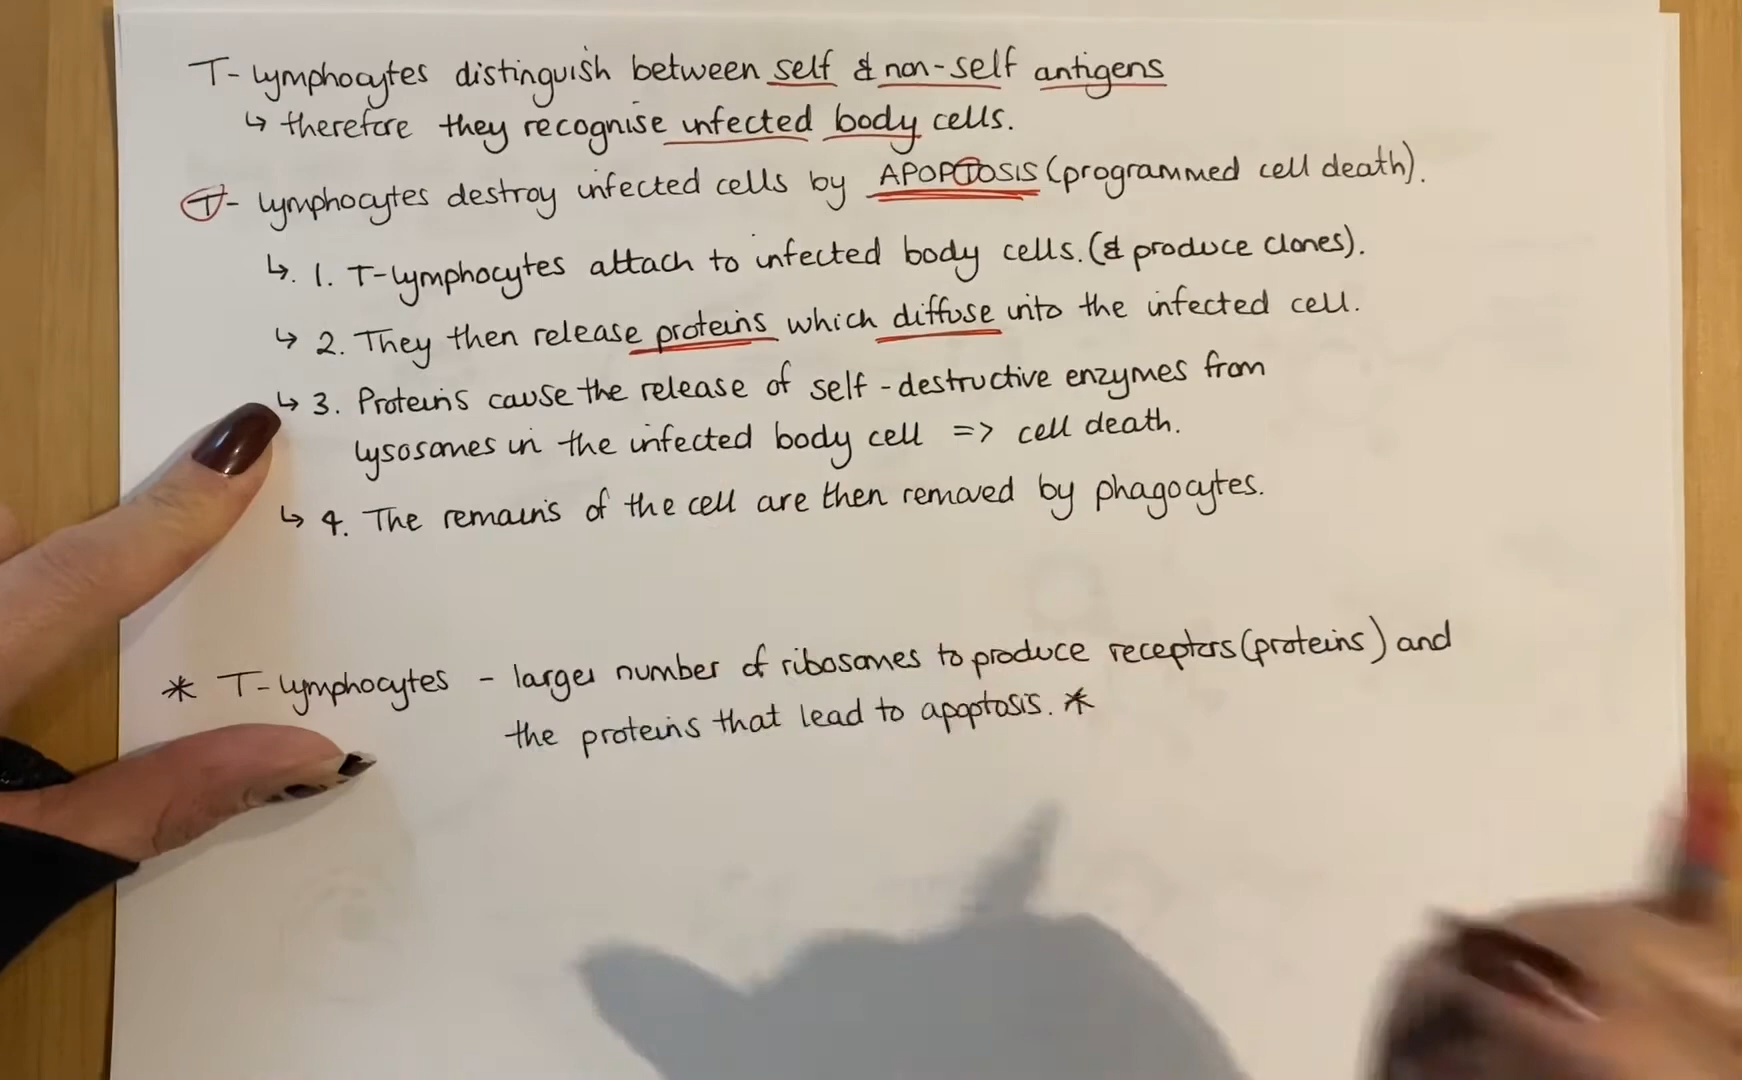 T-lymphocytes distinguish between self & non-self antigens
↳ therefore they recognise infected body cells.
T- lymphocytes destroy infected cells by APOPTOSIS (programmed cell death).
↳. 1. T-lymphocytes attach to infected body cells. (& produce clones).
↳ 2. They then release proteins which diffuse into the infected cell.
↳ 3. Proteins cause the release of self-destructive enzymes from
lysosomes in the infected body cell => cell death.
↳ 4. The remains of the cell are then removed by phagocytes.
* T-lymphocytes - larger number of ribosomes to produce receptors (proteins) and
the proteins that lead to apoptosis. *